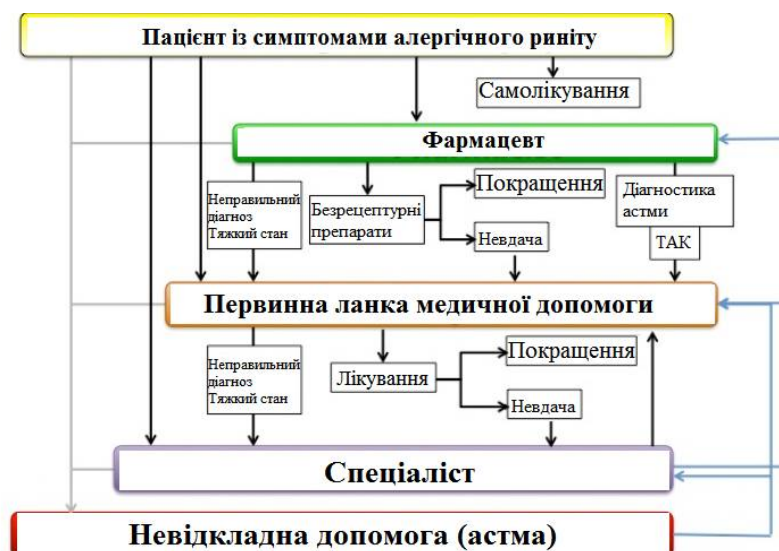 Пацієнт із симптомами алергічного риніту
Самолікування
Фармацевт
Неправильний
діагноз
Тяжкий стан
Безрецептурні
препарати
Покращення
Невдача
Діагностика
астми
ТАК
Первинна ланка медичної допомоги
Неправильний
діагноз
Тяжкий стан
Лікування
Покращення
Невдача
Спеціаліст
Невідкладна допомога (астма)